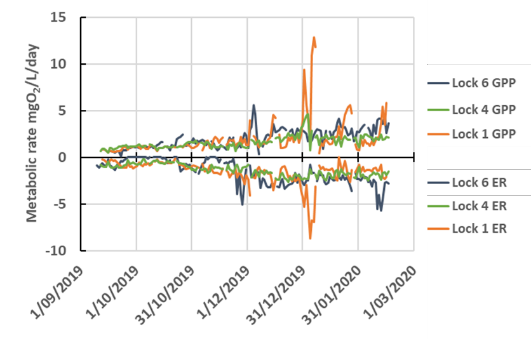 Metabolic rate mgO2/L/day
15
10
5
0
-5
-10
1/09/2019
1/10/2019
31/10/2019
1/12/2019
31/12/2019
31/01/2020
1/03/2020
Lock 6 GPP
Lock 4 GPP
Lock 1 GPP
Lock 6 ER
Lock 4 ER
Lock 1 ER